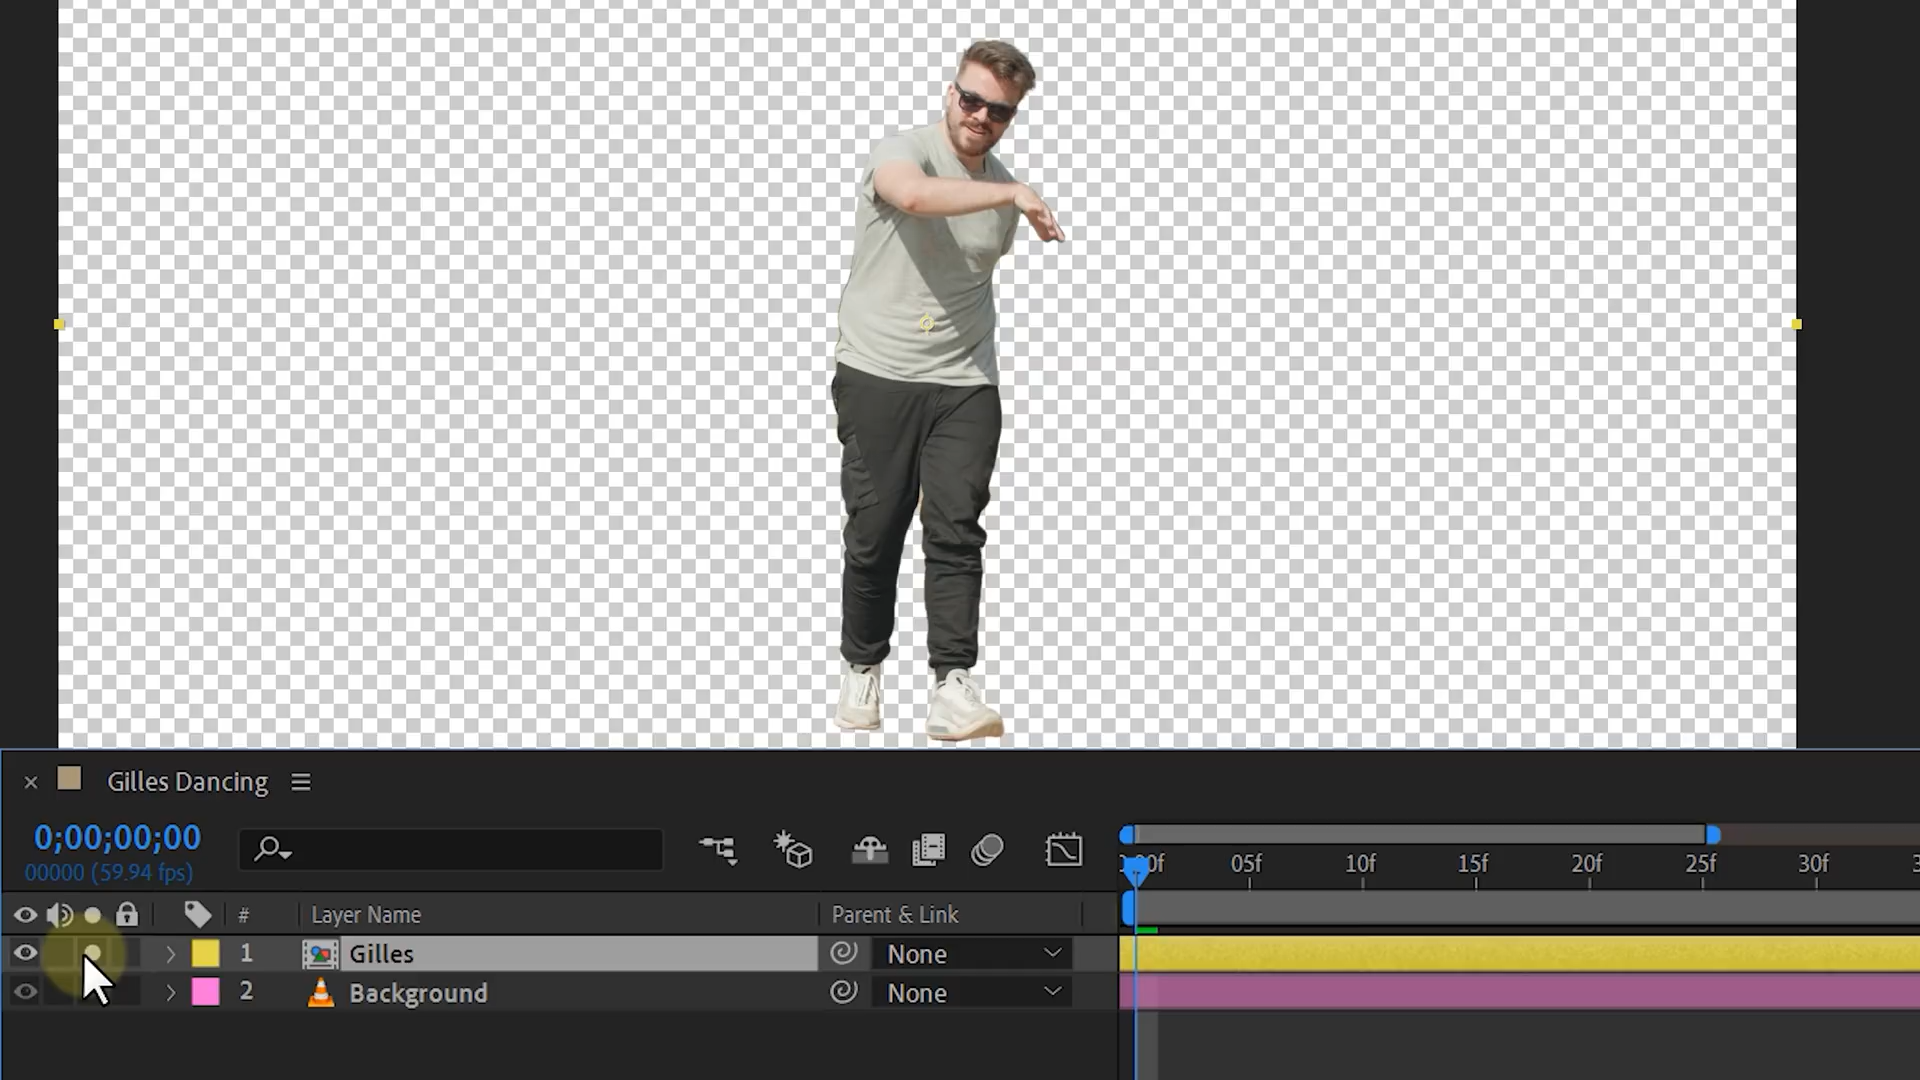 Gilles Dancing
0;00;00;00
00000 (59.94 fps)
05f 10f 15f 20f 25f 30f
# Layer Name Parent & Link
1 Gilles None
2 Background None